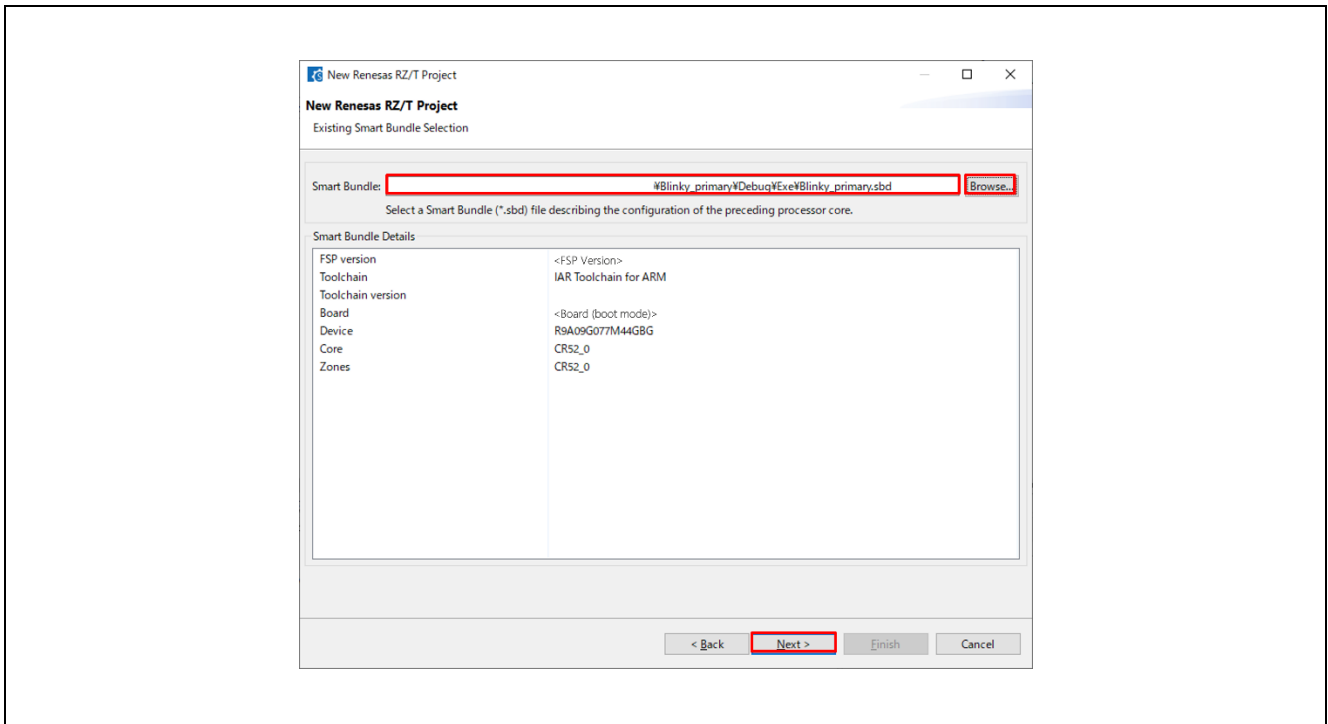 New Renesas RZ/T Project
New Renesas RZ/T Project
Existing Smart Bundle Selection
Smart Bundle: ¥Blinky_primary¥Debug¥Exe¥Blinky_primary.sbd Browse...
Select a Smart Bundle (*.sbd) file describing the configuration of the preceding processor core.
Smart Bundle Details
FSP version <FSP Version>
Toolchain IAR Toolchain for ARM
Toolchain version
Board <Board (boot mode)>
Device R9A09G077M44GBG
Core CR52_0
Zones CR52_0
< Back Next > Finish Cancel